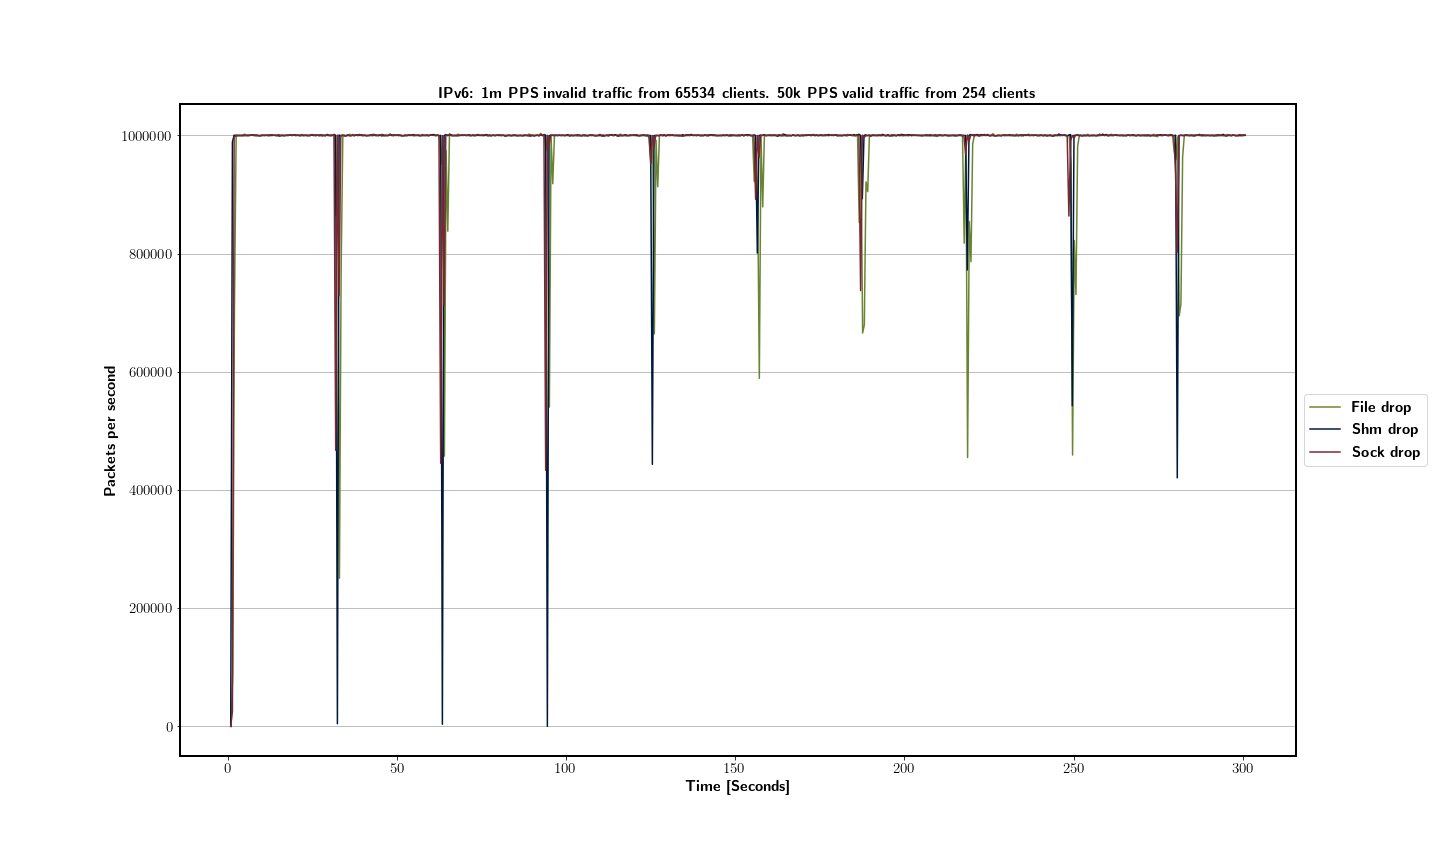 IPv6: 1m PPS invalid traffic from 65534 clients. 50k PPS valid traffic from 254 clients
1000000
800000
600000
400000
200000
0
Packets per second
0 50 100 150 200 250 300
Time [Seconds]
File drop
Shm drop
Sock drop